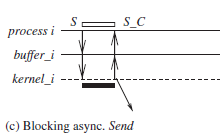 S S_C
process i
buffer_i
kernel_i
(c) Blocking async. Send